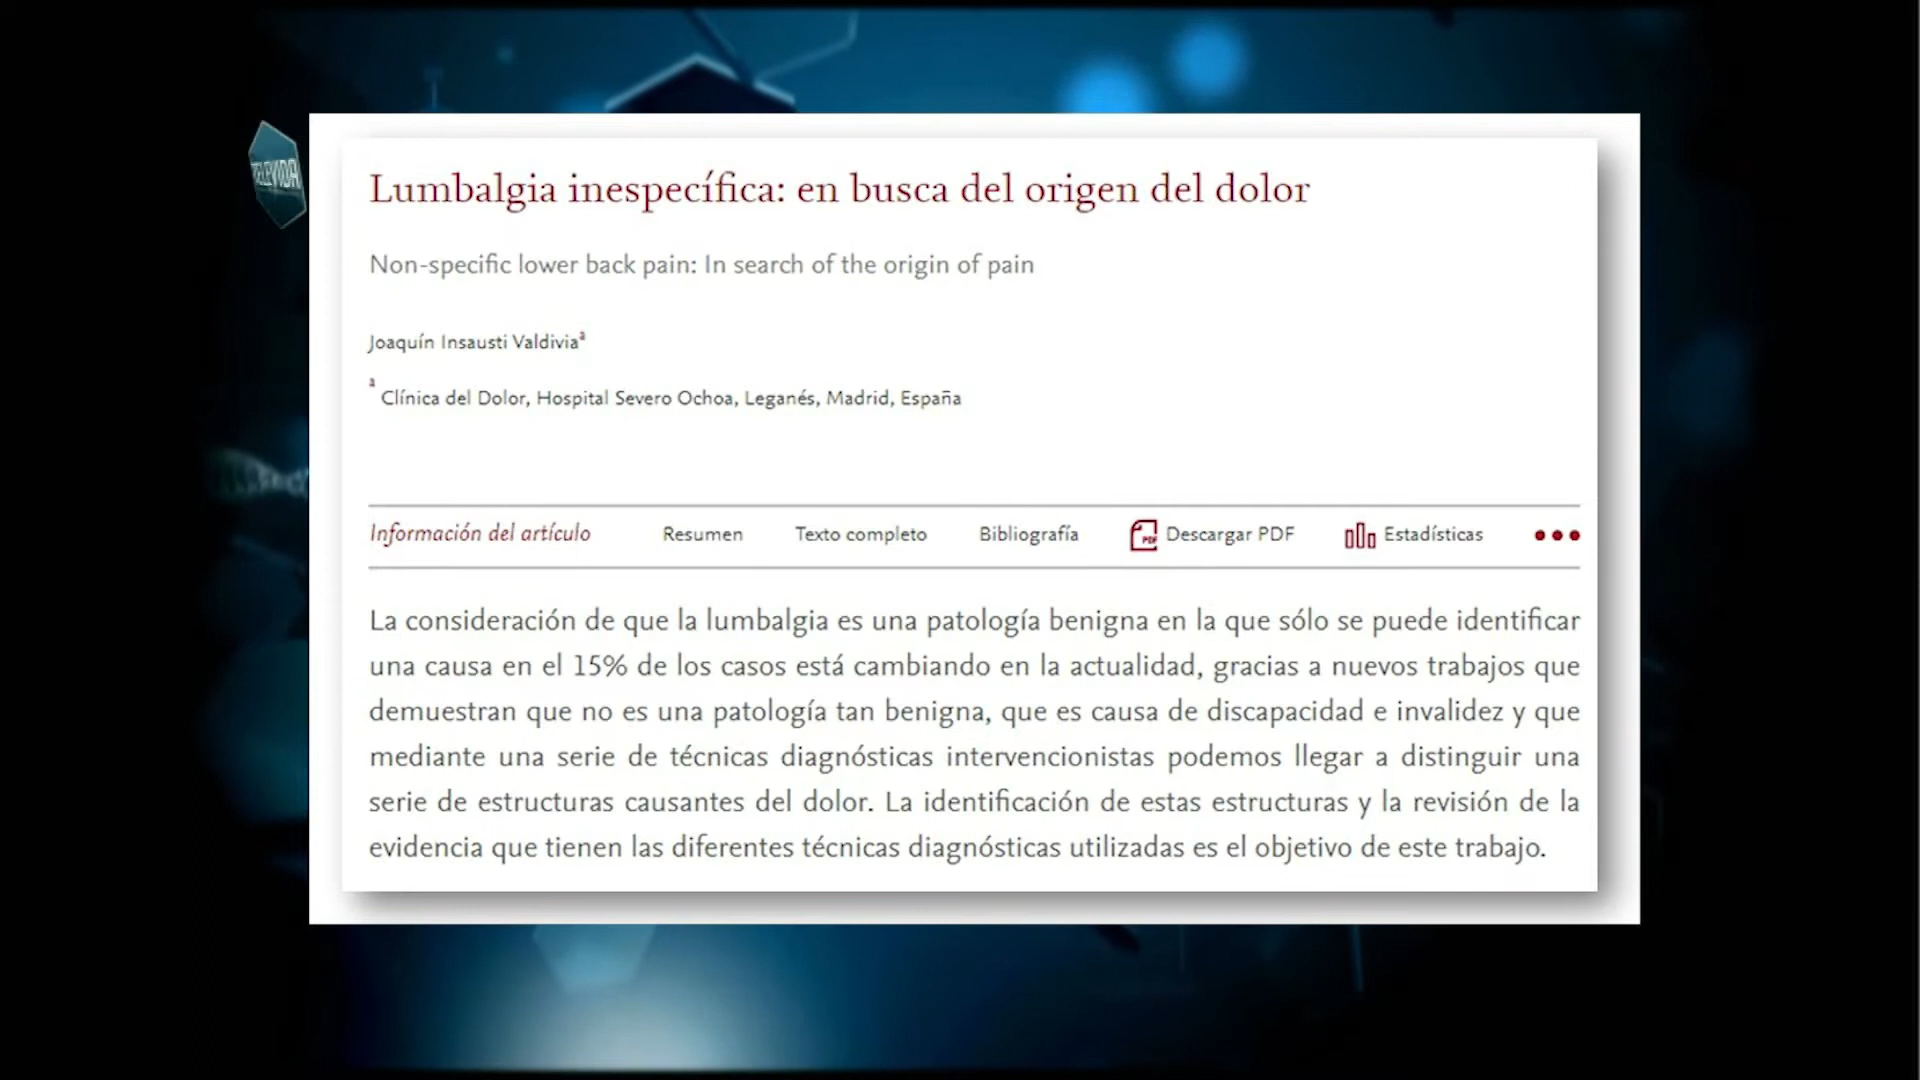 TELEVIDA
Lumbalgia inespecífica: en busca del origen del dolor
Non-specific lower back pain: In search of the origin of pain
Joaquín Insausti Valdivia a
a Clínica del Dolor, Hospital Severo Ochoa, Leganés, Madrid, España
Información del artículo Resumen Texto completo Bibliografía PDF Descargar PDF Estadísticas
La consideración de que la lumbalgia es una patología benigna en la que sólo se puede identificar
una causa en el 15% de los casos está cambiando en la actualidad, gracias a nuevos trabajos que
demuestran que no es una patología tan benigna, que es causa de discapacidad e invalidez y que
mediante una serie de técnicas diagnósticas intervencionistas podemos llegar a distinguir una
serie de estructuras causantes del dolor. La identificación de estas estructuras y la revisión de la
evidencia que tienen las diferentes técnicas diagnósticas utilizadas es el objetivo de este trabajo.